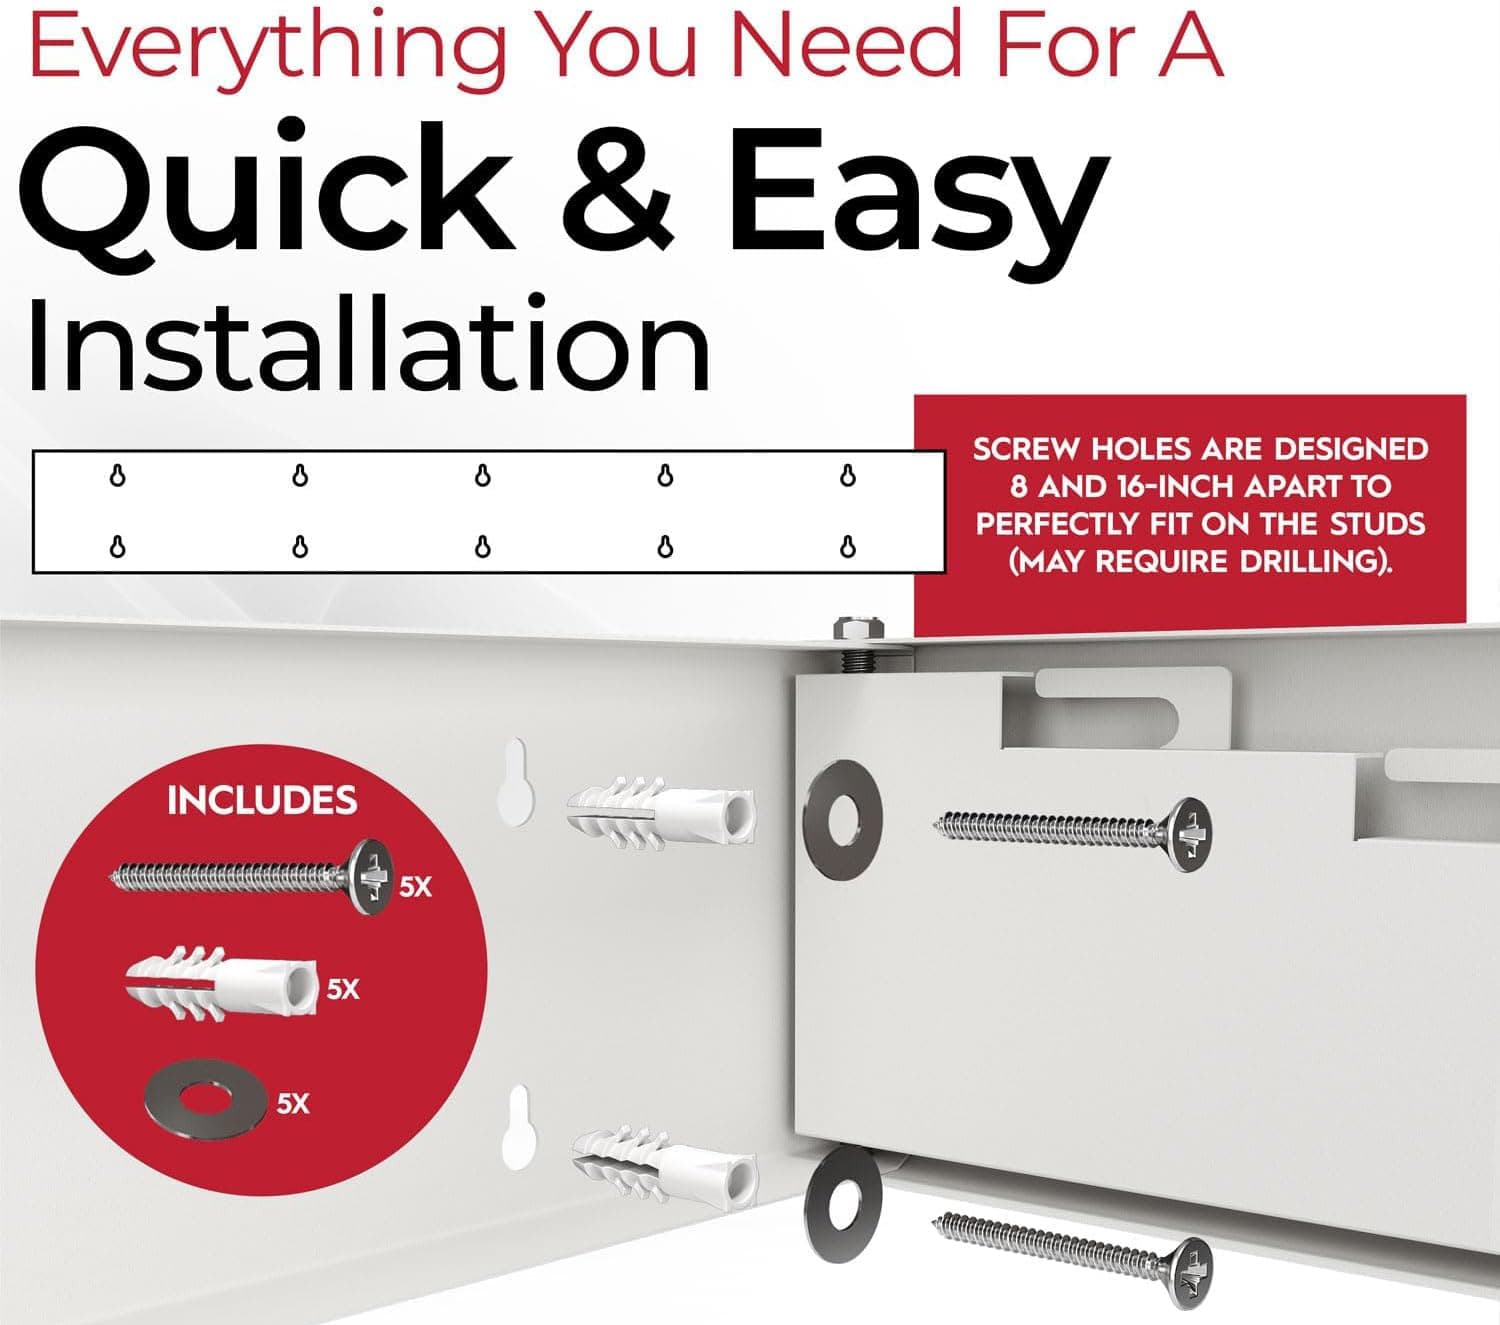 Everything You Need For A
Quick & Easy
Installation
SCREW HOLES ARE DESIGNED
8 AND 16-INCH APART TO
PERFECTLY FIT ON THE STUDS
(MAY REQUIRE DRILLING).
INCLUDES
5X
5X
5X